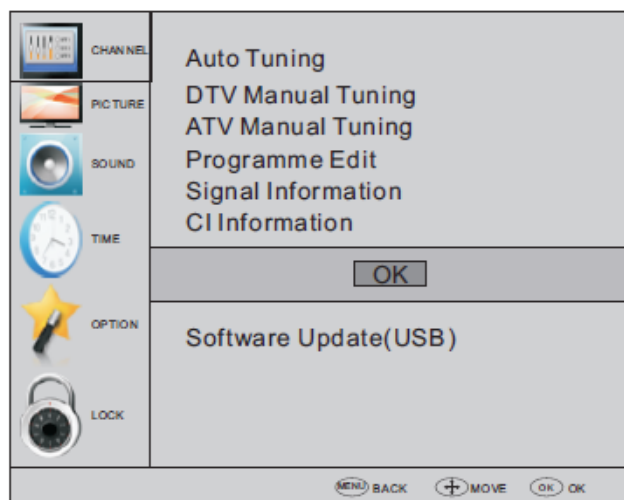 CHANNEL
PICTURE
SOUND
TIME
OPTION
LOCK
Auto Tuning
DTV Manual Tuning
ATV Manual Tuning
Programme Edit
Signal Information
CI Information
OK
Software Update(USB)
MENU BACK MOVE OK OK